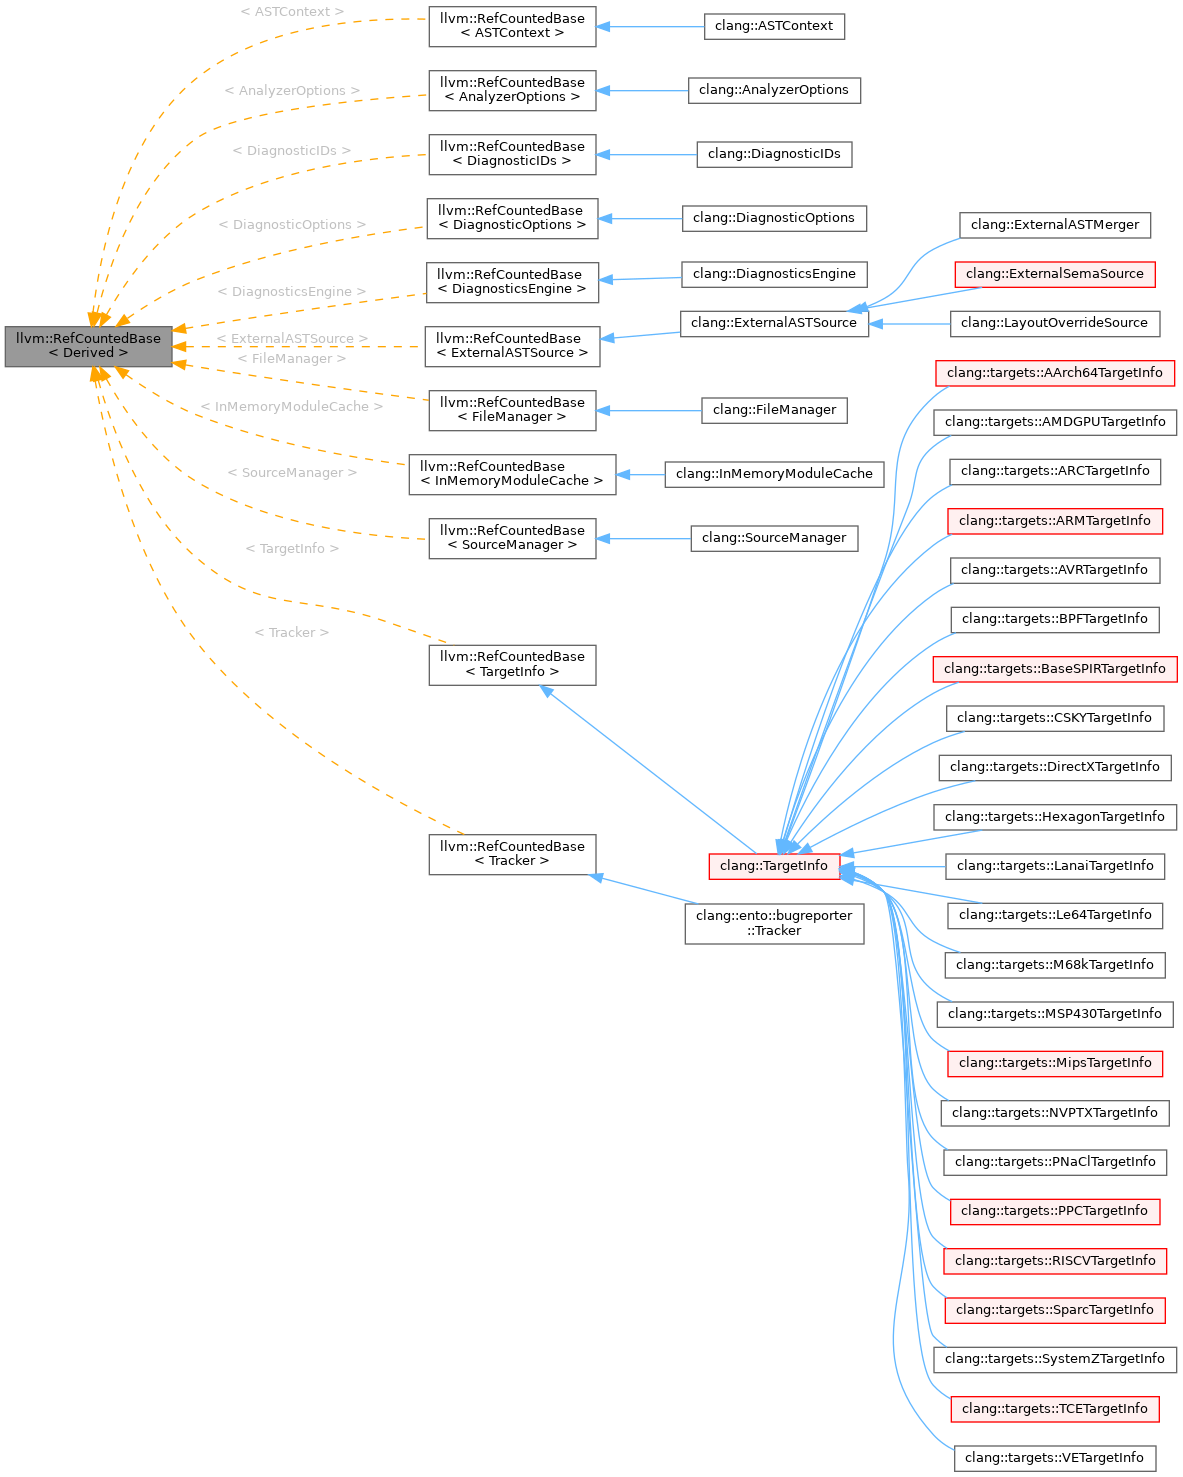 < ASTContext >
llvm::RefCountedBase
< ASTContext >
clang::ASTContext
< AnalyzerOptions >
llvm::RefCountedBase
< AnalyzerOptions >
clang::AnalyzerOptions
< DiagnosticIDs >
llvm::RefCountedBase
< DiagnosticIDs >
clang::DiagnosticIDs
< DiagnosticOptions >
llvm::RefCountedBase
< DiagnosticOptions >
clang::DiagnosticOptions
< DiagnosticsEngine >
llvm::RefCountedBase
< DiagnosticsEngine >
clang::DiagnosticsEngine
llvm::RefCountedBase
< Derived >
< ExternalASTSource >
llvm::RefCountedBase
< ExternalASTSource >
clang::ExternalASTSource
clang::ExternalASTMerger
clang::ExternalSemaSource
clang::LayoutOverrideSource
< FileManager >
llvm::RefCountedBase
< FileManager >
clang::FileManager
< InMemoryModuleCache >
llvm::RefCountedBase
< InMemoryModuleCache >
clang::InMemoryModuleCache
< SourceManager >
llvm::RefCountedBase
< SourceManager >
clang::SourceManager
< TargetInfo >
llvm::RefCountedBase
< TargetInfo >
< Tracker >
llvm::RefCountedBase
< Tracker >
clang::TargetInfo
clang::ento::bugreporter
::Tracker
clang::targets::AArch64TargetInfo
clang::targets::AMDGPUTargetInfo
clang::targets::ARCTargetInfo
clang::targets::ARMTargetInfo
clang::targets::AVRTargetInfo
clang::targets::BPFTargetInfo
clang::targets::BaseSPIRTargetInfo
clang::targets::CSKYTargetInfo
clang::targets::DirectXTargetInfo
clang::targets::HexagonTargetInfo
clang::targets::LanaiTargetInfo
clang::targets::Le64TargetInfo
clang::targets::M68kTargetInfo
clang::targets::MSP430TargetInfo
clang::targets::MipsTargetInfo
clang::targets::NVPTXTargetInfo
clang::targets::PNaClTargetInfo
clang::targets::PPCTargetInfo
clang::targets::RISCVTargetInfo
clang::targets::SparcTargetInfo
clang::targets::SystemZTargetInfo
clang::targets::TCETargetInfo
clang::targets::VETargetInfo